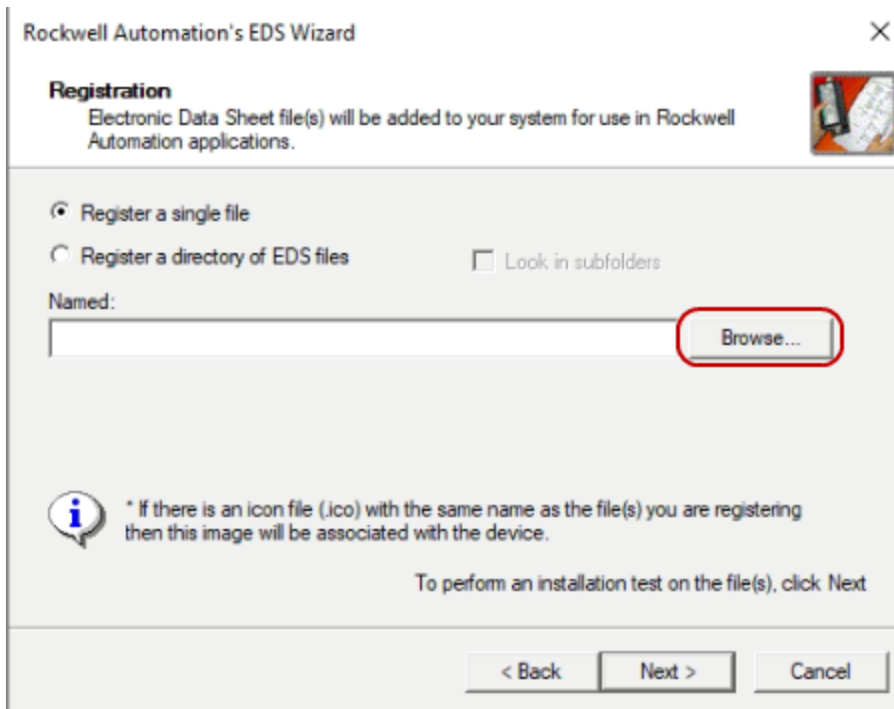 Rockwell Automation's EDS Wizard
Registration
Electronic Data Sheet file(s) will be added to your system for use in Rockwell
Automation applications.
Register a single file
Register a directory of EDS files
Look in subfolders
Named:
Browse...
* If there is an icon file (.ico) with the same name as the file(s) you are registering
then this image will be associated with the device.
To perform an installation test on the file(s), click Next
< Back
Next >
Cancel